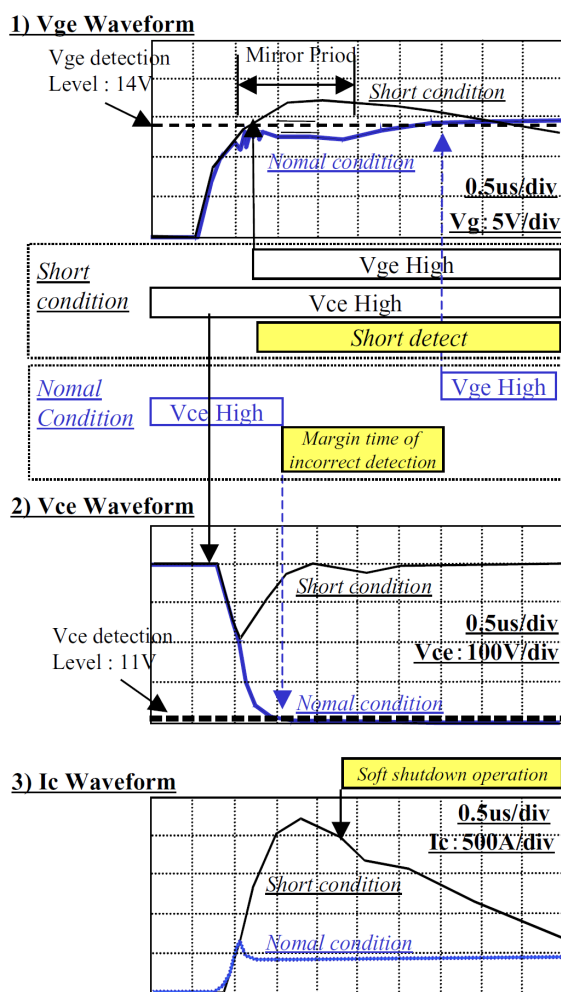 1) Vge Waveform
Vge detection
Level : 14V
Mirror Priod
Short condition
Nomal condition
0.5us/div
Vg: 5V/div
Short
condition
Vge High
Vce High
Short detect
Nomal
Condition
Vge High
Vce High
Margin time of
incorrect detection
2) Vce Waveform
Short condition
Vce detection
Level : 11V
0.5us/div
Vce : 100V/div
Nomal condition
3) Ic Waveform
Soft shutdown operation
0.5us/div
Ic : 500A/div
Short condition
Nomal condition